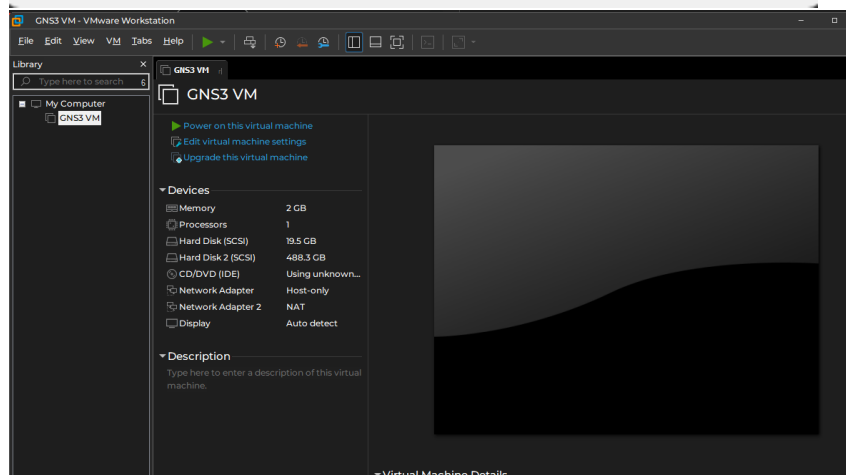 GNS3 VM - VMware Workstation
File Edit View VM Tabs Help
Library
Type here to search
My Computer
GNS3 VM
GNS3 VM
GNS3 VM
Power on this virtual machine
Edit virtual machine settings
Upgrade this virtual machine
Devices
Memory 2 GB
Processors 1
Hard Disk (SCSI) 19.5 GB
Hard Disk 2 (SCSI) 488.3 GB
CD/DVD (IDE) Using unknown...
Network Adapter Host-only
Network Adapter 2 NAT
Display Auto detect
Description
Type here to enter a description of this virtual
machine.
Virtual Machine Details